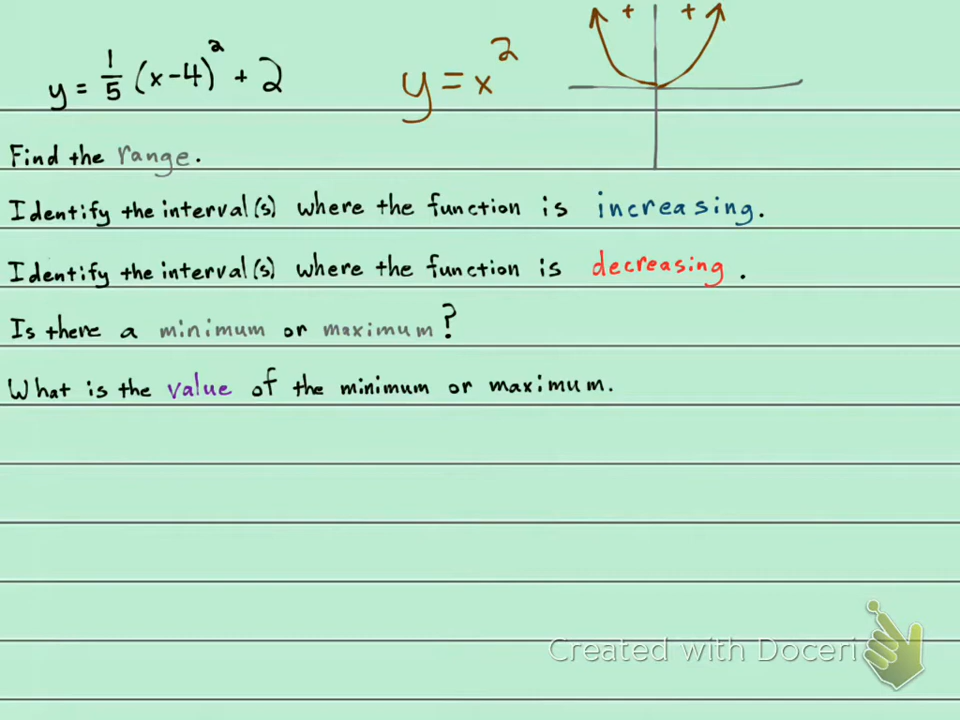 y = 1/5 (x-4)² + 2
y = x²
+ +
Find the range.
Identify the interval(s) where the function is increasing.
Identify the interval(s) where the function is decreasing.
Is there a minimum or maximum?
What is the value of the minimum or maximum.
Created with Doceri